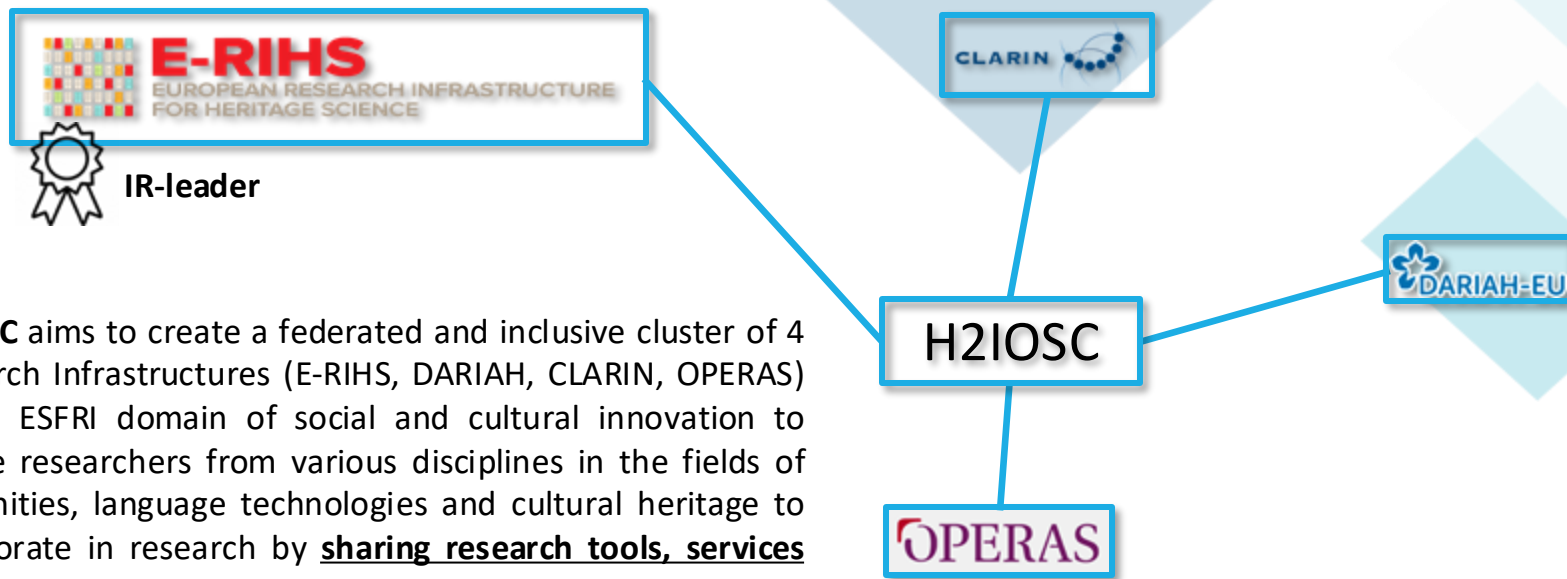 E-RIHS
EUROPEAN RESEARCH INFRASTRUCTURE
FOR HERITAGE SCIENCE
IR-leader
CLARIN
DARIAH-EU
H2IOSC
OPERAS
C aims to create a federated and inclusive cluster of 4
rch Infrastructures (E-RIHS, DARIAH, CLARIN, OPERAS)
ESFRI domain of social and cultural innovation to
e researchers from various disciplines in the fields of
nities, language technologies and cultural heritage to
orate in research by sharing research tools, services